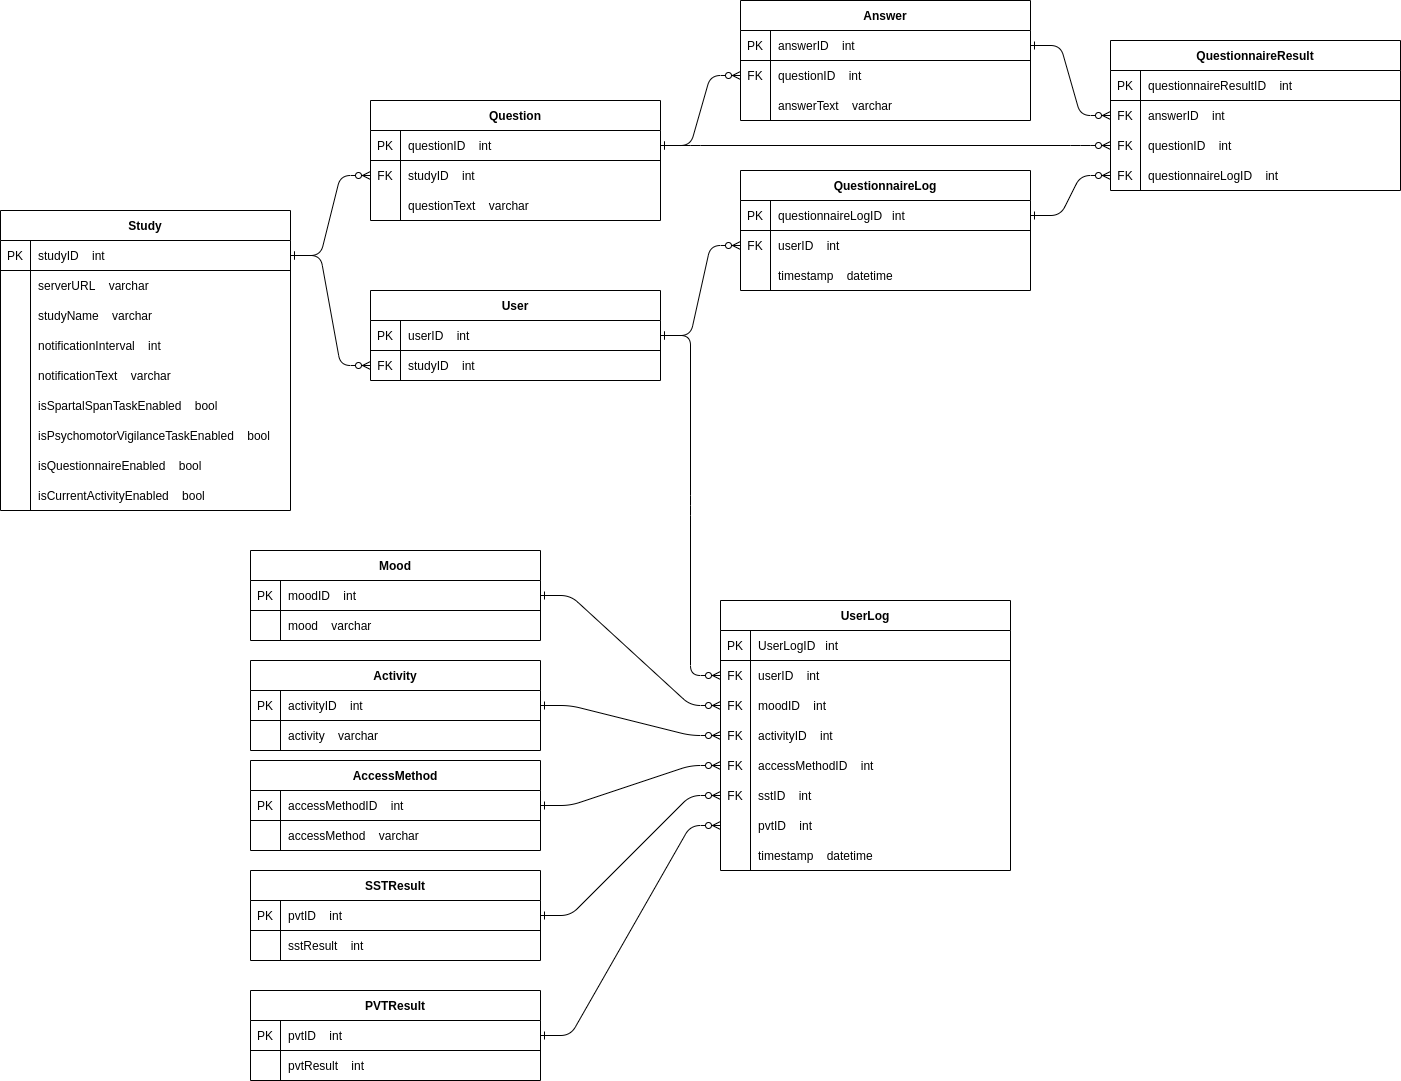 Study
PK studyID int
serverURL varchar
studyName varchar
notificationInterval int
notificationText varchar
isSpartalSpanTaskEnabled bool
isPsychomotorVigilanceTaskEnabled bool
isQuestionnaireEnabled bool
isCurrentActivityEnabled bool
Question
PK questionID int
FK studyID int
questionText varchar
User
PK userID int
FK studyID int
Answer
PK answerID int
FK questionID int
answerText varchar
QuestionnaireLog
PK questionnaireLogID int
FK userID int
timestamp datetime
QuestionnaireResult
PK questionnaireResultID int
FK answerID int
FK questionID int
FK questionnaireLogID int
Mood
PK moodID int
mood varchar
Activity
PK activityID int
activity varchar
AccessMethod
PK accessMethodID int
accessMethod varchar
SSTResult
PK pvtID int
sstResult int
PVTResult
PK pvtID int
pvtResult int
UserLog
PK UserLogID int
FK userID int
FK moodID int
FK activityID int
FK accessMethodID int
FK sstID int
pvtID int
timestamp datetime